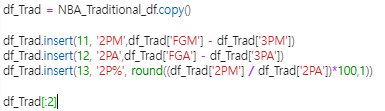 df_Trad = NBA_Traditional_df.copy()
df_Trad.insert(11, '2PM',df_Trad['FGM'] - df_Trad['3PM'])
df_Trad.insert(12, '2PA',df_Trad['FGA'] - df_Trad['3PA'])
df_Trad.insert(13, '2P%', round((df_Trad['2PM'] / df_Trad['2PA'])*100,1))
df_Trad[:2]